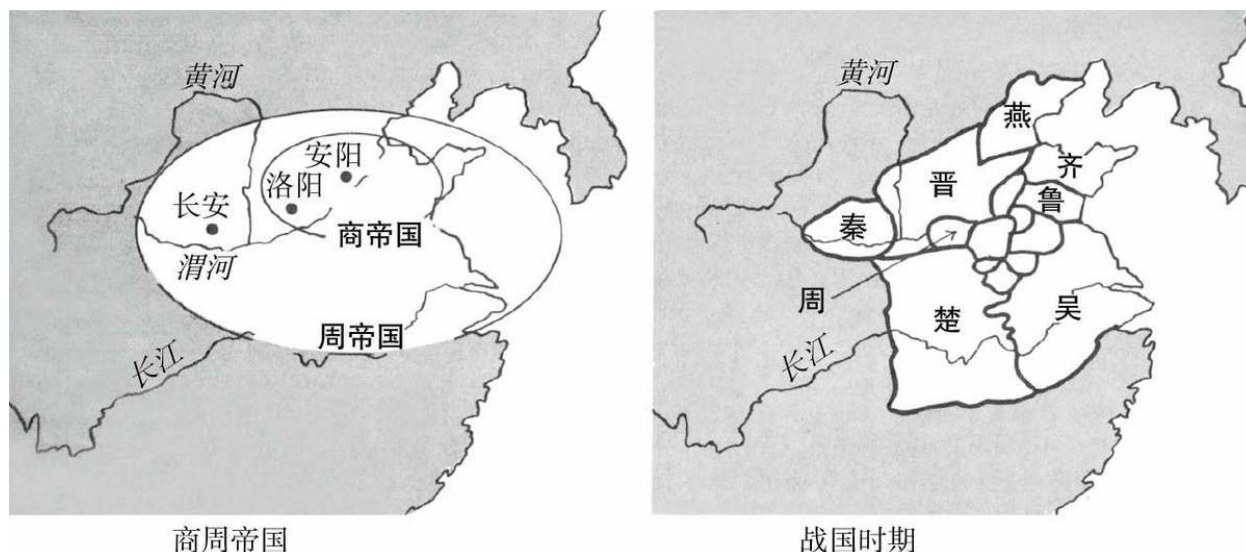 黄河
安阳
洛阳
长安
商帝国
渭河
周帝国
长江
商周帝国
黄河
燕
齐
晋
鲁
秦
周
楚
吴
长江
战国时期